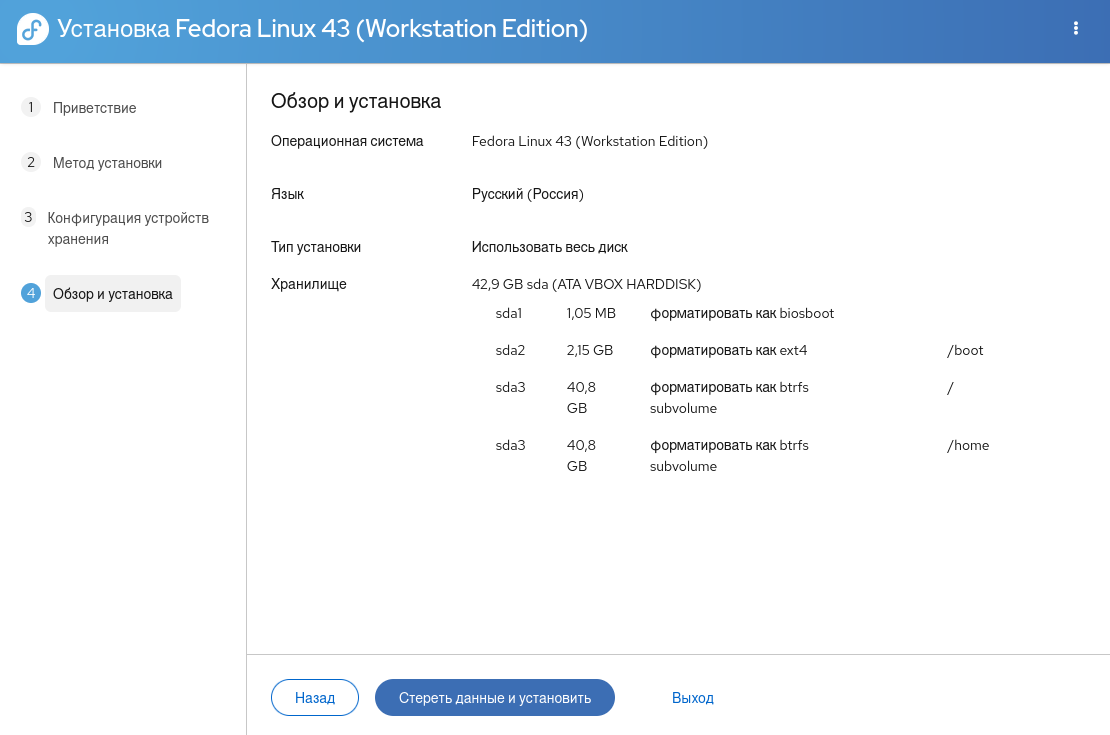 Установка Fedora Linux 43 (Workstation Edition)
1 Приветствие
2 Метод установки
3 Конфигурация устройств
хранения
4 Обзор и установка
Обзор и установка
Операционная система Fedora Linux 43 (Workstation Edition)
Язык Русский (Россия)
Тип установки Использовать весь диск
Хранилище 42,9 GB sda (ATA VBOX HARDDISK)
sda1 1,05 MB форматировать как biosboot
sda2 2,15 GB форматировать как ext4 /boot
sda3 40,8 форматировать как btrfs /
GB subvolume
sda3 40,8 форматировать как btrfs /home
GB subvolume
Назад Стереть данные и установить Выход